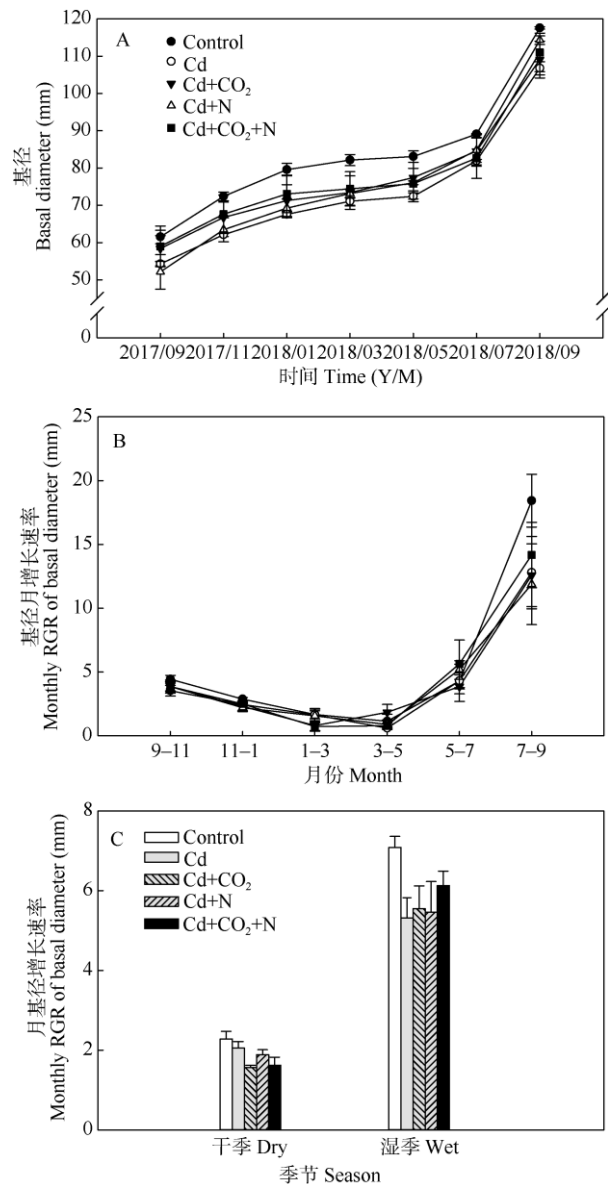 A
Control
Cd
Cd+CO₂
Cd+N
Cd+CO₂+N
120
110
100
90
80
70
60
50
0
基径
Basal diameter (mm)
2017/09 2017/11 2018/01 2018/03 2018/05 2018/07 2018/09
时间 Time (Y/M)
B
25
20
15
10
5
0
基径月增长速率
Monthly RGR of basal diameter (mm)
9–11 11–1 1–3 3–5 5–7 7–9
月份 Month
C
Control
Cd
Cd+CO₂
Cd+N
Cd+CO₂+N
8
6
4
2
0
月基径增长速率
Monthly RGR of basal diameter (mm)
干季 Dry 湿季 Wet
季节 Season